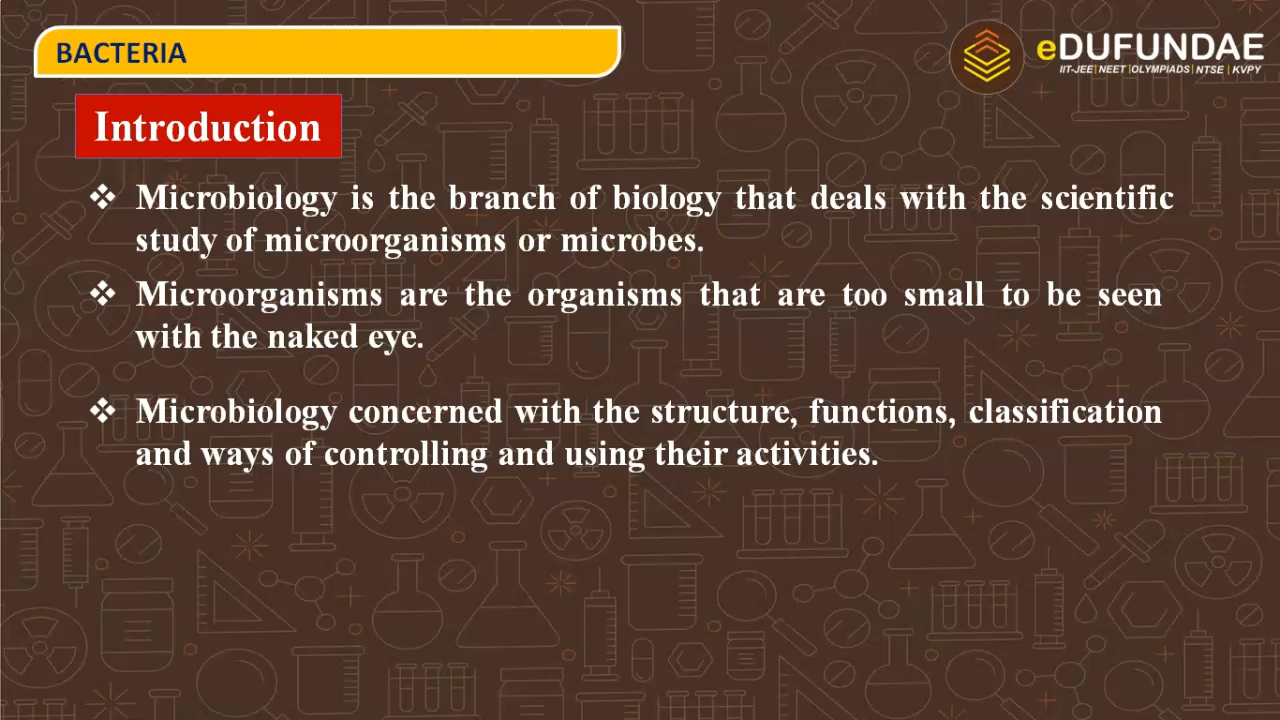 BACTERIA
eDUFUNDAE
IIT-JEE|NEET|OLYMPIADS|NTSE|KVPY
Introduction
❖ Microbiology is the branch of biology that deals with the scientific
study of microorganisms or microbes.
❖ Microorganisms are the organisms that are too small to be seen
with the naked eye.
❖ Microbiology concerned with the structure, functions, classification
and ways of controlling and using their activities.